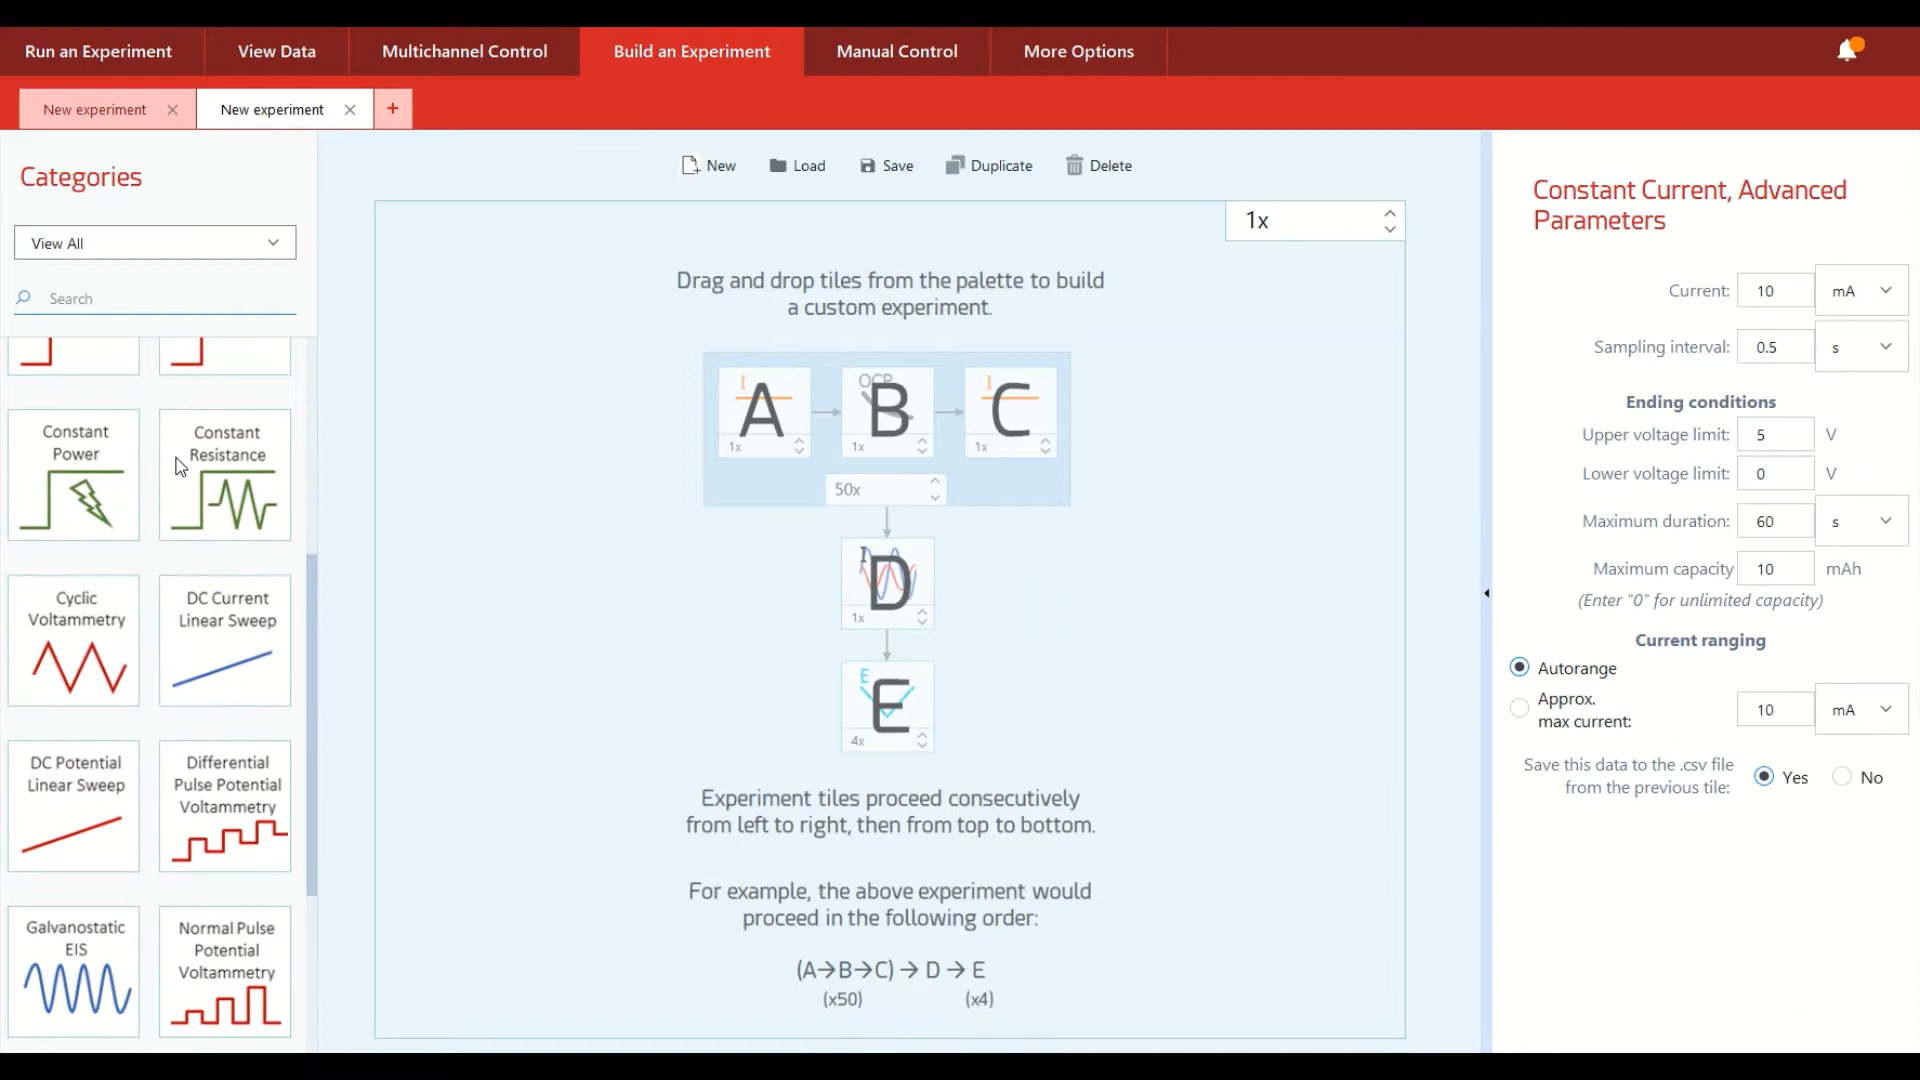 Run an Experiment
View Data
Multichannel Control
Build an Experiment
Manual Control
More Options
New experiment
New experiment
+
Categories
View All
Search
Constant
Power
Constant
Resistance
Cyclic
Voltammetry
DC Current
Linear Sweep
DC Potential
Linear Sweep
Differential
Pulse Potential
Voltammetry
Galvanostatic
EIS
Normal Pulse
Potential
Voltammetry
New
Load
Save
Duplicate
Delete
1x
Drag and drop tiles from the palette to build
a custom experiment.
I
A
1x
OCP
B
1x
I
C
1x
50x
I
D
1x
E
E
4x
Experiment tiles proceed consecutively
from left to right, then from top to bottom.
For example, the above experiment would
proceed in the following order:
(A→B→C) → D → E
(x50) (x4)
Constant Current, Advanced
Parameters
Current: 10 mA
Sampling interval: 0.5 s
Ending conditions
Upper voltage limit: 5 V
Lower voltage limit: 0 V
Maximum duration: 60 s
Maximum capacity 10 mAh
(Enter "0" for unlimited capacity)
Current ranging
Autorange
Approx.
max current: 10 mA
Save this data to the .csv file
from the previous tile: Yes No